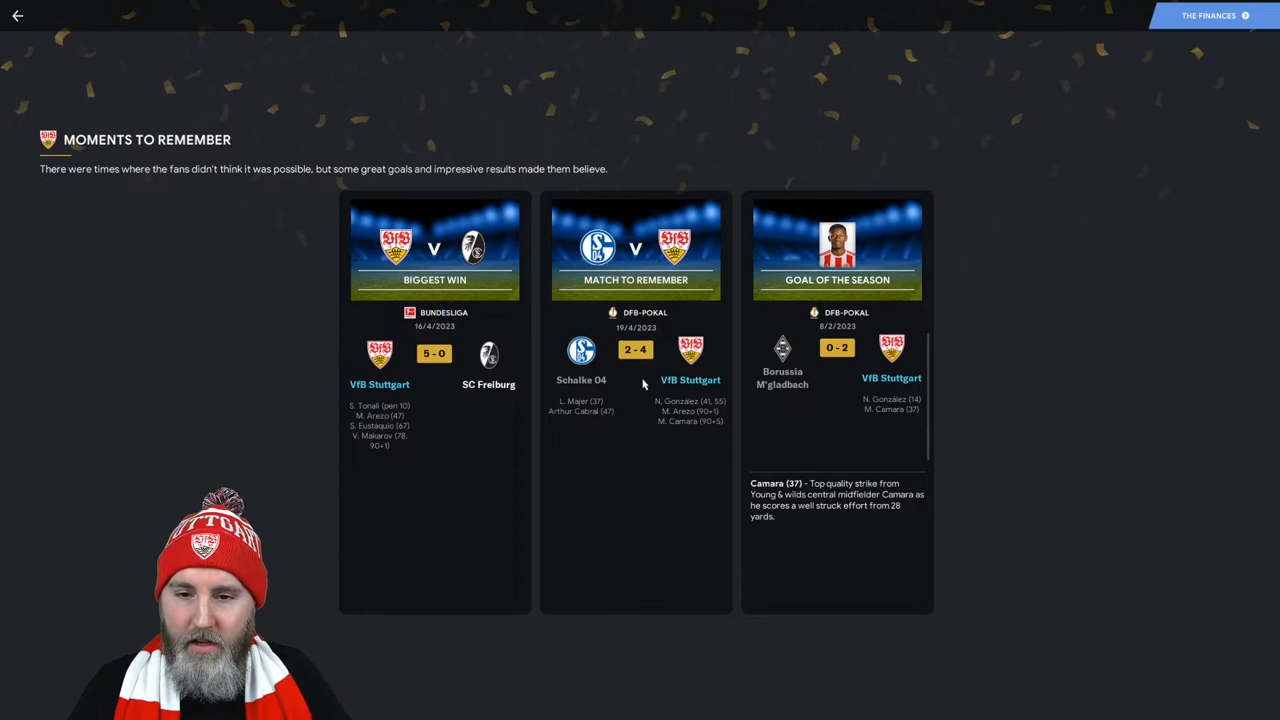 THE FINANCES
MOMENTS TO REMEMBER
There were times where the fans didn't think it was possible, but some great goals and impressive results made them believe.
V
BIGGEST WIN
BUNDESLIGA
16/4/2023
5 - 0
VfB Stuttgart
SC Freiburg
S. Tonali (pen 10)
M. Arezo (47)
S. Eustáquio (67)
V. Makarov (78,
90+1)
V
MATCH TO REMEMBER
DFB-POKAL
19/4/2023
2 - 4
Schalke 04
VfB Stuttgart
L. Majer (37)
Arthur Cabral (47)
N. González (41, 55)
M. Arezo (90+1)
M. Camara (90+5)
GOAL OF THE SEASON
DFB-POKAL
8/2/2023
0 - 2
Borussia
M'gladbach
VfB Stuttgart
N. González (14)
M. Camara (37)
Camara (37) - Top quality strike from
Young & wilds central midfielder Camara as
he scores a well struck effort from 28
yards.